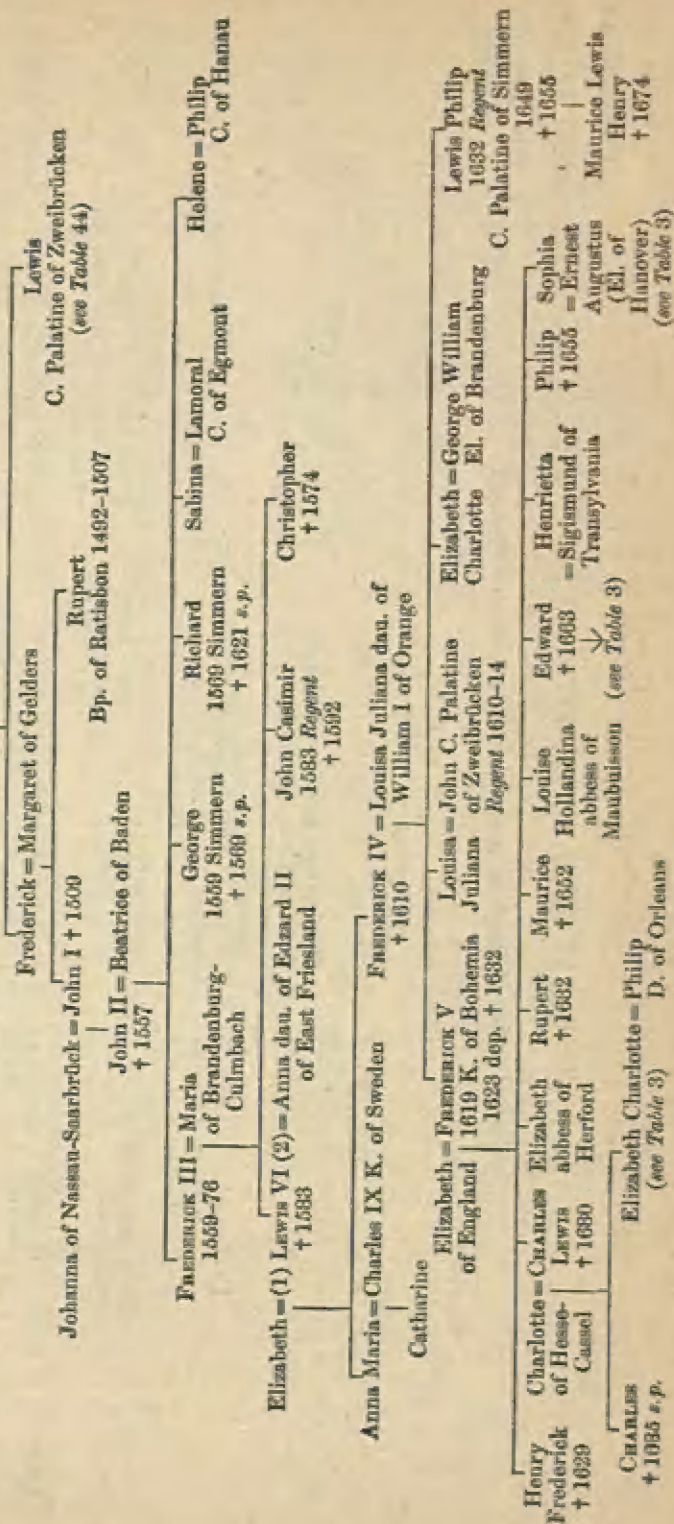 Frederick = Margaret of Gelders
Lewis
C. Palatine of Zweibrücken
(see Table 44)
Johanna of Nassau-Saarbrück = John I † 1509
Rupert
Bp. of Ratisbon 1492-1507
John II = Beatrice of Baden
† 1557
FREDERICK III = Maria
1559-76 of Brandenburg-
Culmbach
George
1559 Simmern
† 1569 s.p.
Richard
1569 Simmern
† 1621 s.p.
Sabina = Lamoral
C. of Egmont
Helene = Philip
C. of Hanau
Elizabeth = (1) LEWIS VI (2) = Anna dau. of Edzard II
† 1583 of East Friesland
John Casimir
1583 Regent
† 1592
Christopher
† 1574
Anna Maria = Charles IX K. of Sweden
Catharine
FREDERICK IV = Louisa Juliana dau. of
† 1610 William I of Orange
Elizabeth = FREDERICK V
of England 1619 K. of Bohemia
1623 dep. † 1632
Louisa = John C. Palatine
Juliana of Zweibrücken
Regent 1610-14
Elizabeth = George William
Charlotte El. of Brandenburg
Lewis Philip
1632 Regent
C. Palatine of Simmern
1649
† 1655
Maurice Lewis
Henry
† 1674
Henry
Frederick
† 1629
Charlotte = CHARLES
of Hesse- LEWIS
Cassel † 1680
Elizabeth
abbess of
Herford
Rupert
† 1682
Maurice
† 1652
Louise
Hollandina
abbess of
Maubuisson
Edward
† 1663
(see Table 3)
Henrietta
= Sigismund of
Transylvania
Philip
† 1655
Sophia
= Ernest
Augustus
(El. of
Hanover)
(see Table 3)
CHARLES
† 1685 s.p.
Elizabeth Charlotte = Philip
(see Table 3) D. of Orleans